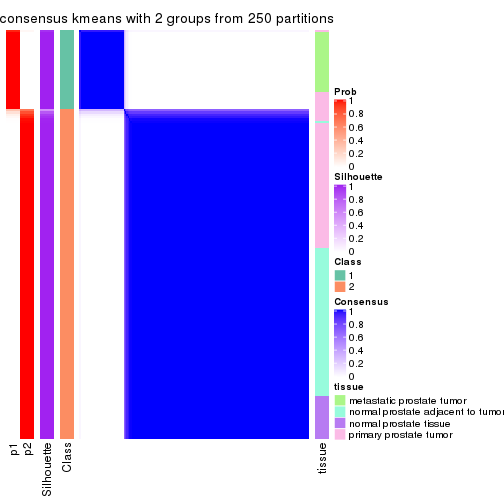 consensus kmeans with 2 groups from 250 partitions
Prob
1
0.8
0.6
0.4
0.2
0
Silhouette
1
0.8
0.6
0.4
0.2
0
Class
1
2
Consensus
1
0.8
0.6
0.4
0.2
0
tissue
metastatic prostate tumor
normal prostate adjacent to tumor
normal prostate tissue
primary prostate tumor
p1
p2
Silhouette
Class
tissue